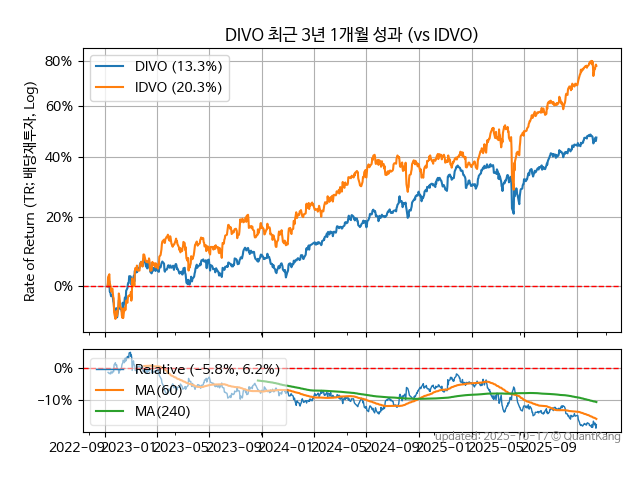 DIVO 최근 3년 1개월 성과 (vs IDVO)
Rate of Return (TR: 배당재투자, Log)
80%
60%
40%
20%
0%
DIVO (13.3%)
IDVO (20.3%)
0%
−10%
Relative (−5.8%, 6.2%)
MA(60)
MA(240)
2022−09
2023−01
2023−05
2023−09
2024−01
2024−05
2024−09
2025−01
2025−05
2025−09
updated: 2025−10−17 © QuantKang